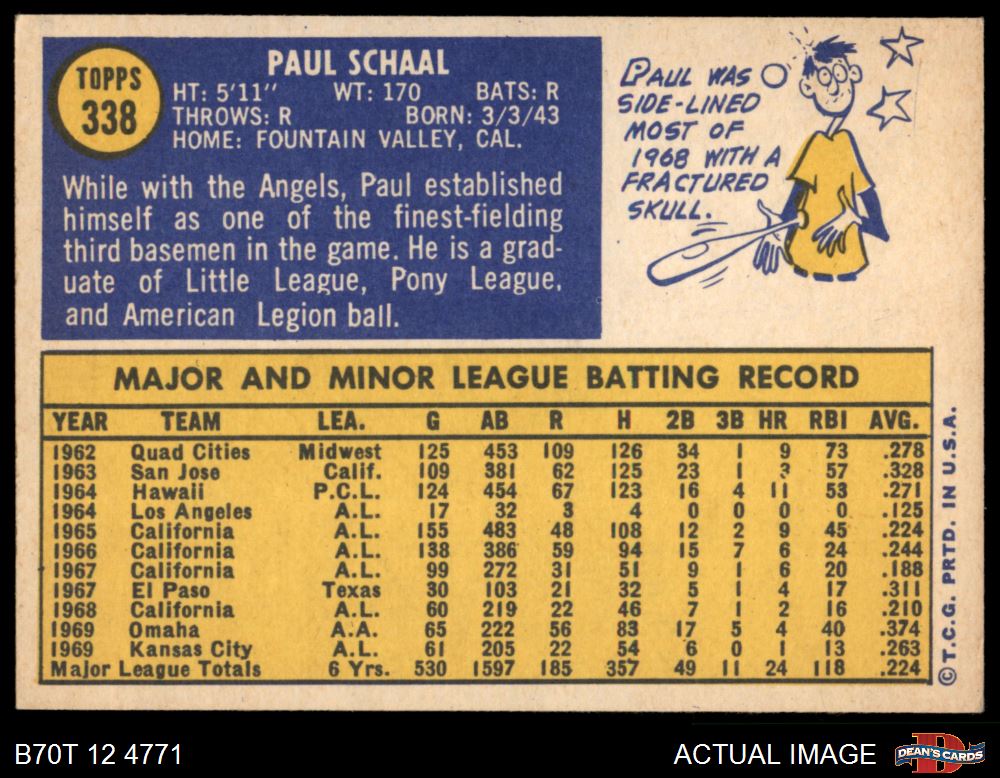 TOPPS
338
PAUL SCHAAL
HT: 5'11" WT: 170 BATS: R
THROWS: R BORN: 3/3/43
HOME: FOUNTAIN VALLEY, CAL.
While with the Angels, Paul established
himself as one of the finest-fielding
third basemen in the game. He is a grad-
uate of Little League, Pony League,
and American Legion ball.
PAUL WAS
SIDE-LINED
MOST OF
1968 WITH A
FRACTURED
SKULL.
MAJOR AND MINOR LEAGUE BATTING RECORD
YEAR TEAM LEA. G AB R H 2B 3B HR RBI AVG.
1962 Quad Cities Midwest 125 453 109 126 34 1 9 73 .278
1963 San Jose Calif. 109 381 62 125 23 1 3 57 .328
1964 Hawaii P.C.L. 124 454 67 123 16 4 11 53 .271
1964 Los Angeles A.L. 17 32 3 4 0 0 0 0 .125
1965 California A.L. 155 483 48 108 12 2 9 45 .224
1966 California A.L. 138 386 59 94 15 7 6 24 .244
1967 California A.L. 99 272 31 51 9 1 6 20 .188
1967 El Paso Texas 30 103 21 32 5 1 4 17 .311
1968 California A.L. 60 219 22 46 7 1 2 16 .210
1969 Omaha A.A. 65 222 56 83 17 5 4 40 .374
1969 Kansas City A.L. 61 205 22 54 6 0 1 13 .263
Major League Totals 6 Yrs. 530 1597 185 357 49 11 24 118 .224
© T.C.G. PRTD. IN U.S.A.
B70T 12 4771
ACTUAL IMAGE
DEAN'S CARDS